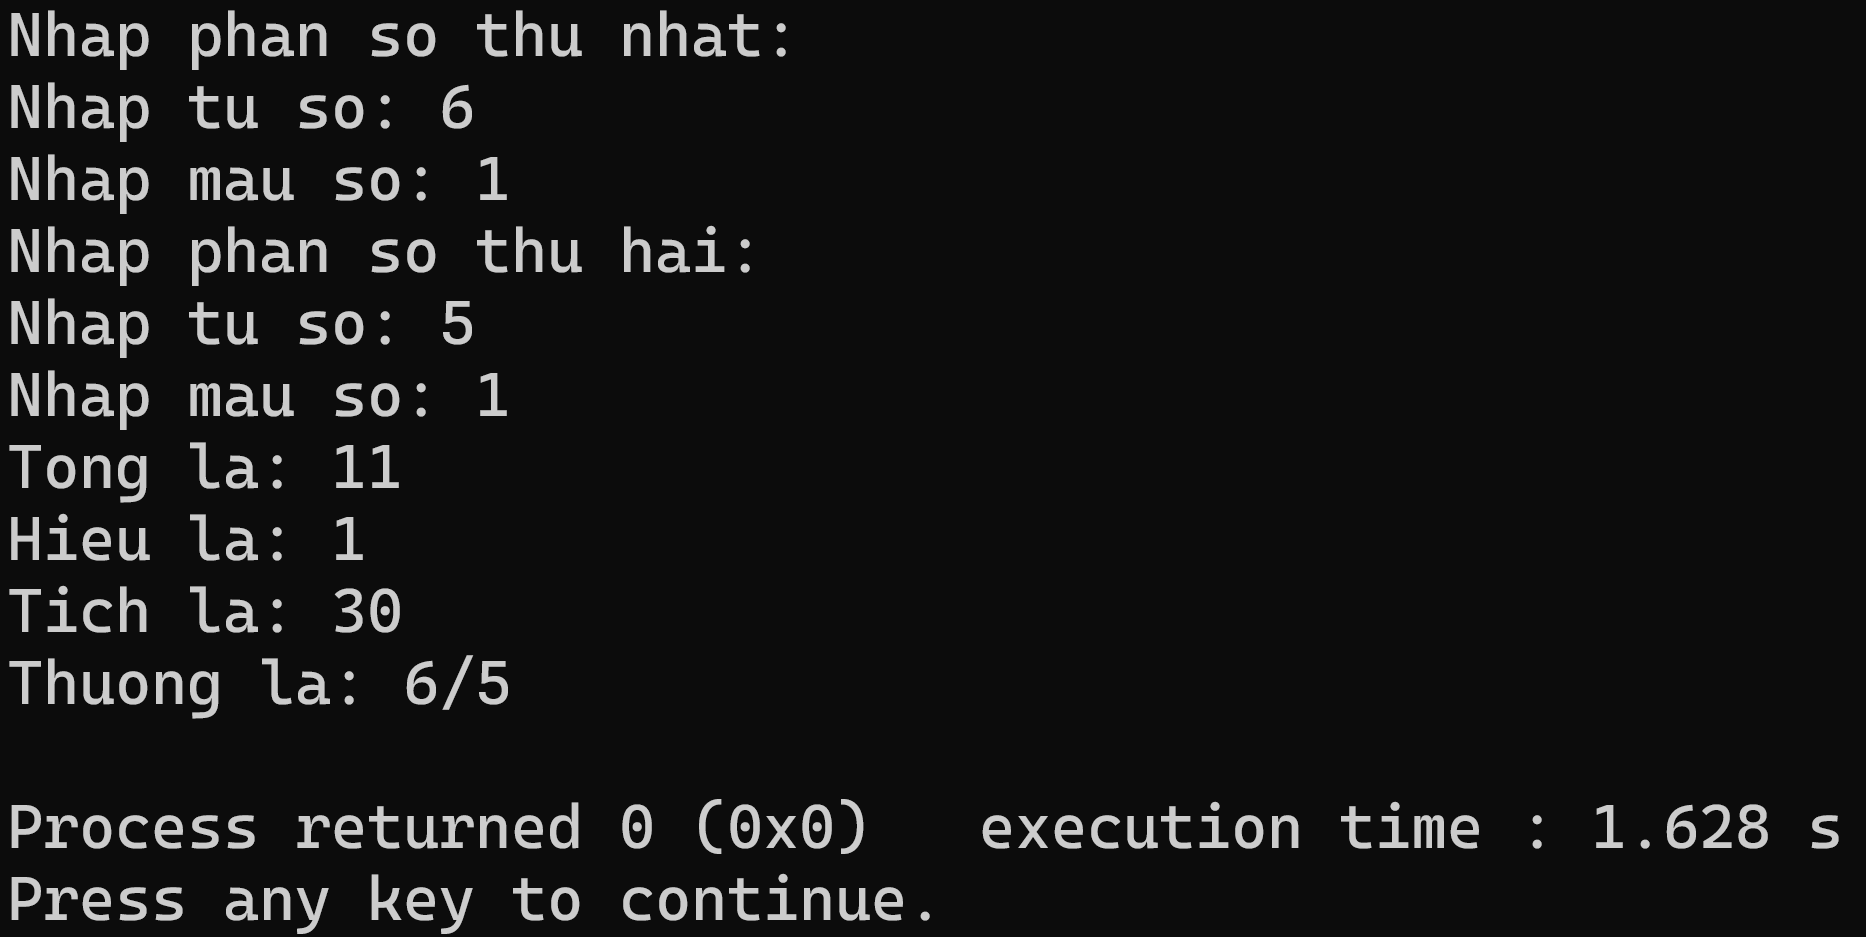 Nhap phan so thu nhat:
Nhap tu so: 6
Nhap mau so: 1
Nhap phan so thu hai:
Nhap tu so: 5
Nhap mau so: 1
Tong la: 11
Hieu la: 1
Tich la: 30
Thuong la: 6/5
Process returned 0 (0x0)   execution time : 1.628 s
Press any key to continue.